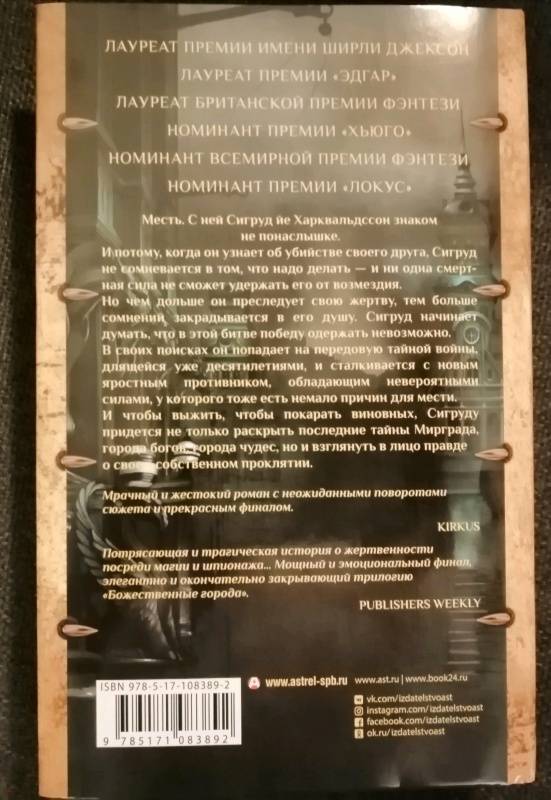 ЛАУРЕАТ ПРЕМИИ ИМЕНИ ШИРЛИ ДЖЕКСОН
ЛАУРЕАТ ПРЕМИИ «ЭДГАР»
ЛАУРЕАТ БРИТАНСКОЙ ПРЕМИИ ФЭНТЕЗИ
НОМИНАНТ ПРЕМИИ «ХЬЮГО»
НОМИНАНТ ВСЕМИРНОЙ ПРЕМИИ ФЭНТЕЗИ
НОМИНАНТ ПРЕМИИ «ЛОКУС»
Месть. С ней Сигруд йе Харквальдссон знаком
не понаслышке.
И потому, когда он узнает об убийстве своего друга, Сигруд
не сомневается в том, что надо делать — и ни одна смерт-
ная сила не сможет удержать его от возмездия.
Но чем дольше он преследует свою жертву, тем больше
сомнений закрадывается в его душу. Сигруд начинает
думать, что в этой битве победу одержать невозможно.
В своих поисках он попадает на передовую тайной войны,
длящейся уже десятилетиями, и сталкивается с новым
яростным противником, обладающим невероятными
силами, у которого тоже есть немало причин для мести.
И чтобы выжить, чтобы покарать виновных, Сигруду
придется не только раскрыть последние тайны Мирграда,
города богов, города чудес, но и взглянуть в лицо правде
о своем собственном проклятии.
Мрачный и жестокий роман с неожиданными поворотами
сюжета и прекрасным финалом.
KIRKUS
Потрясающая и трагическая история о жертвенности
посреди магии и шпионажа... Мощный и эмоциональный финал,
элегантно и окончательно закрывающий трилогию
«Божественные города».
PUBLISHERS WEEKLY
ISBN 978-5-17-108389-2
9 785171 083892
www.astrel-spb.ru
www.ast.ru | www.book24.ru
vk.com/izdatelstvoast
instagram.com/izdatelstvoast
facebook.com/izdatelstvoast
ok.ru/izdatelstvoast